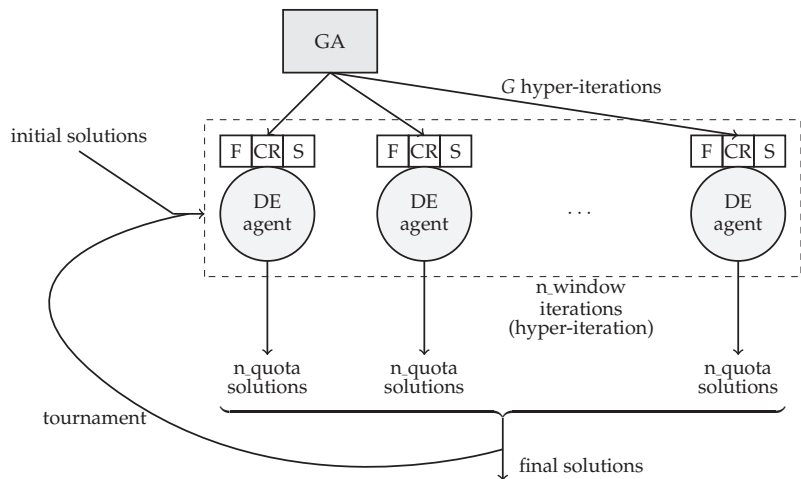 GA
G hyper-iterations
initial solutions
F CR S
F CR S
F CR S
DE
agent
DE
agent
...
DE
agent
n_window
iterations
(hyper-iteration)
n_quota
solutions
n_quota
solutions
n_quota
solutions
tournament
final solutions